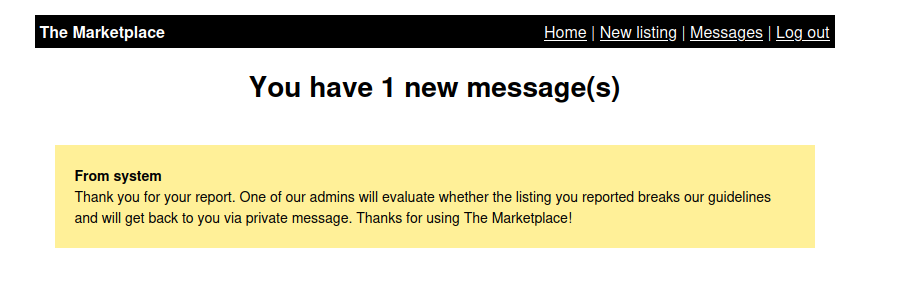 The Marketplace
Home | New listing | Messages | Log out
You have 1 new message(s)
From system
Thank you for your report. One of our admins will evaluate whether the listing you reported breaks our guidelines
and will get back to you via private message. Thanks for using The Marketplace!